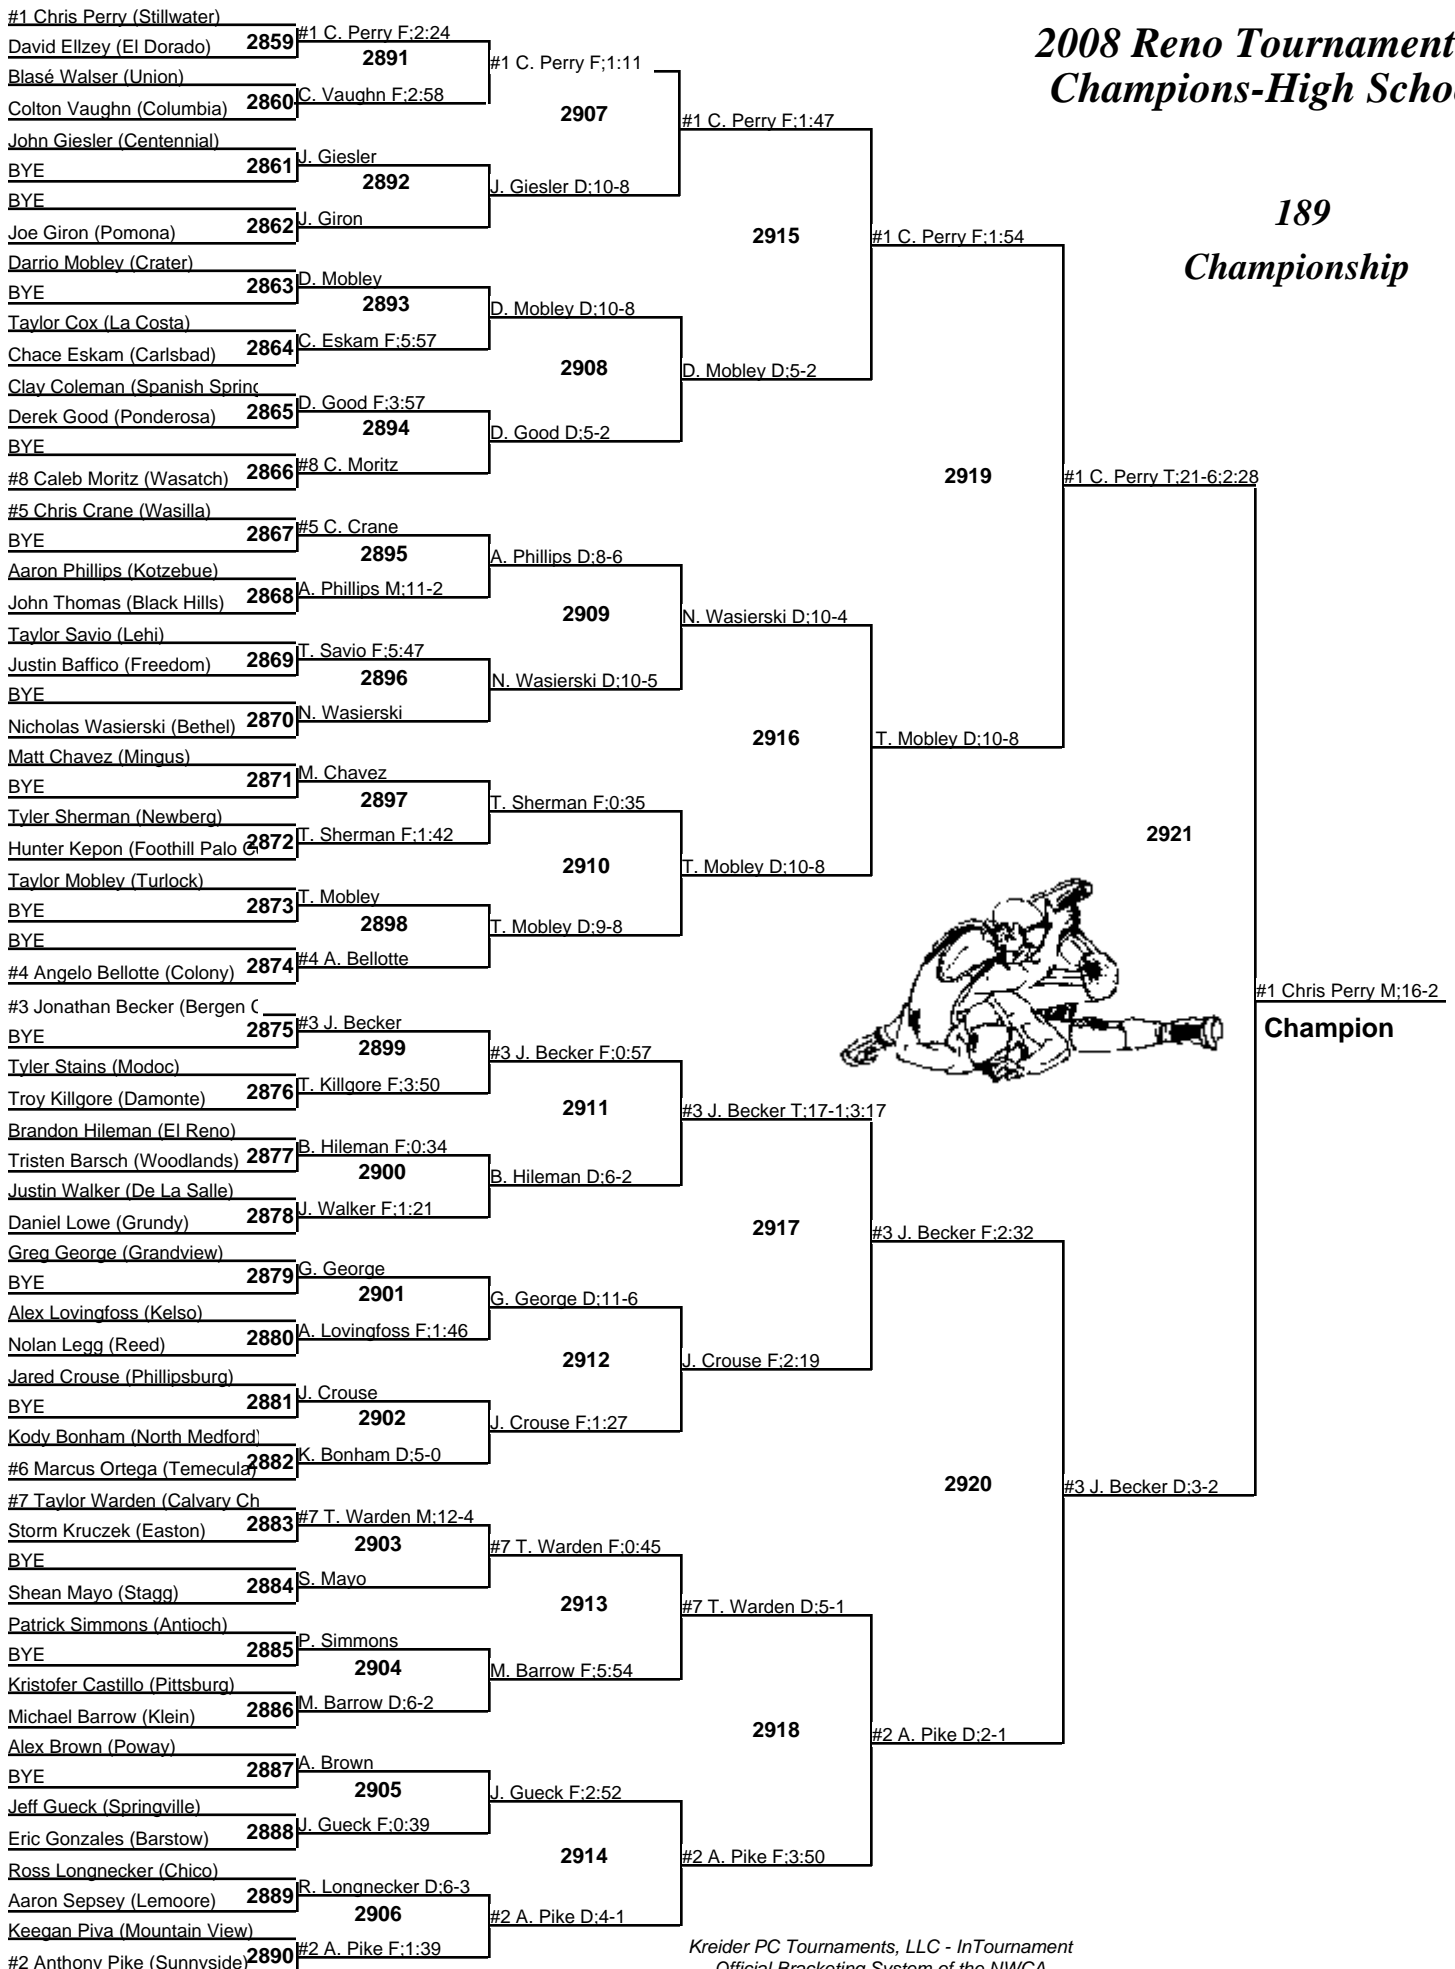 2008 Reno Tournament
Champions-High Schoo
189
Championship
#1 Chris Perry (Stillwater)
David Ellzey (El Dorado)
2859
#1 C. Perry F;2:24
Blasé Walser (Union)
Colton Vaughn (Columbia)
2860
C. Vaughn F;2:58
John Giesler (Centennial)
BYE
2861
J. Giesler
BYE
Joe Giron (Pomona)
2862
J. Giron
Darrio Mobley (Crater)
BYE
2863
D. Mobley
Taylor Cox (La Costa)
Chace Eskam (Carlsbad)
2864
C. Eskam F;5:57
Clay Coleman (Spanish Spring
Derek Good (Ponderosa)
2865
D. Good F;3:57
BYE
#8 Caleb Moritz (Wasatch)
2866
#8 C. Moritz
#5 Chris Crane (Wasilla)
BYE
2867
#5 C. Crane
Aaron Phillips (Kotzebue)
John Thomas (Black Hills)
2868
A. Phillips M;11-2
Taylor Savio (Lehi)
Justin Baffico (Freedom)
2869
T. Savio F;5:47
BYE
Nicholas Wasierski (Bethel)
2870
N. Wasierski
Matt Chavez (Mingus)
BYE
2871
M. Chavez
Tyler Sherman (Newberg)
Hunter Kepon (Foothill Palo C
2872
T. Sherman F;1:42
Taylor Mobley (Turlock)
BYE
2873
T. Mobley
BYE
#4 Angelo Bellotte (Colony)
2874
#4 A. Bellotte
#3 Jonathan Becker (Bergen C
BYE
2875
#3 J. Becker
Tyler Stains (Modoc)
Troy Killgore (Damonte)
2876
T. Killgore F;3:50
Brandon Hileman (El Reno)
Tristen Barsch (Woodlands)
2877
B. Hileman F;0:34
Justin Walker (De La Salle)
Daniel Lowe (Grundy)
2878
J. Walker F;1:21
Greg George (Grandview)
BYE
2879
G. George
Alex Lovingfoss (Kelso)
Nolan Legg (Reed)
2880
A. Lovingfoss F;1:46
Jared Crouse (Phillipsburg)
BYE
2881
J. Crouse
Kody Bonham (North Medford)
#6 Marcus Ortega (Temecula)
2882
K. Bonham D;5-0
#7 Taylor Warden (Calvary Ch
Storm Kruczek (Easton)
2883
#7 T. Warden M;12-4
BYE
Shean Mayo (Stagg)
2884
S. Mayo
Patrick Simmons (Antioch)
BYE
2885
P. Simmons
Kristofer Castillo (Pittsburg)
Michael Barrow (Klein)
2886
M. Barrow D;6-2
Alex Brown (Poway)
BYE
2887
A. Brown
Jeff Gueck (Springville)
Eric Gonzales (Barstow)
2888
J. Gueck F;0:39
Ross Longnecker (Chico)
Aaron Sepsey (Lemoore)
2889
R. Longnecker D;6-3
Keegan Piva (Mountain View)
#2 Anthony Pike (Sunnyside)
2890
#2 A. Pike F;1:39
2891
#1 C. Perry F;1:11
2892
J. Giesler D;10-8
2893
D. Mobley D;10-8
2894
D. Good D;5-2
2895
A. Phillips D;8-6
2896
N. Wasierski D;10-5
2897
T. Sherman F;0:35
2898
T. Mobley D;9-8
2899
#3 J. Becker F;0:57
2900
B. Hileman D;6-2
2901
G. George D;11-6
2902
J. Crouse F;1:27
2903
#7 T. Warden F;0:45
2904
M. Barrow F;5:54
2905
J. Gueck F;2:52
2906
#2 A. Pike D;4-1
2907
#1 C. Perry F;1:47
2908
D. Mobley D;5-2
2909
N. Wasierski D;10-4
2910
T. Mobley D;10-8
2911
#3 J. Becker T;17-1;3:17
2912
J. Crouse F;2:19
2913
#7 T. Warden D;5-1
2914
#2 A. Pike F;3:50
2915
#1 C. Perry F;1:54
2916
T. Mobley D;10-8
2917
#3 J. Becker F;2:32
2918
#2 A. Pike D;2-1
2919
#1 C. Perry T;21-6;2:28
2920
#3 J. Becker D;3-2
2921
#1 Chris Perry M;16-2
Champion
Kreider PC Tournaments, LLC - InTournament
Official Bracketing System of the NWCA